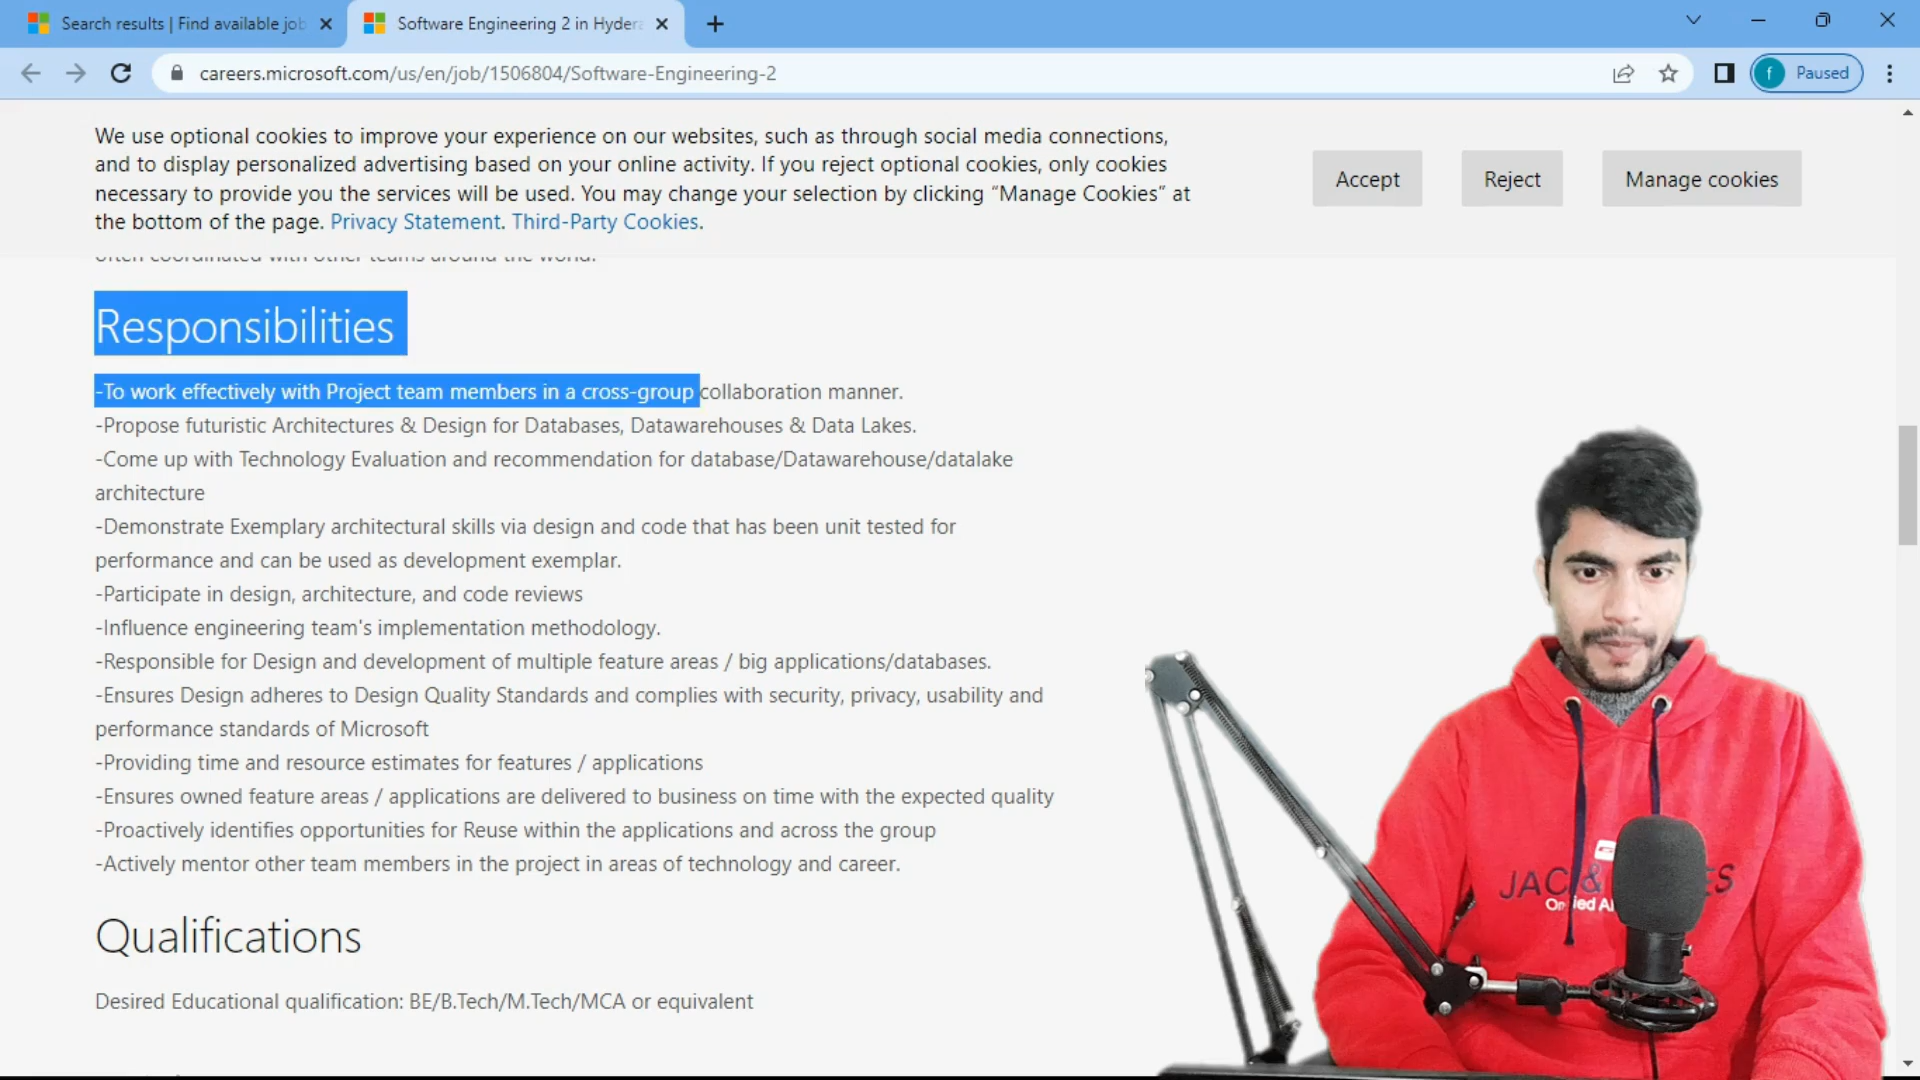 Search results | Find available job
Software Engineering 2 in Hydera
careers.microsoft.com/us/en/job/1506804/Software-Engineering-2
f
Paused
We use optional cookies to improve your experience on our websites, such as through social media connections,
and to display personalized advertising based on your online activity. If you reject optional cookies, only cookies
necessary to provide you the services will be used. You may change your selection by clicking “Manage Cookies” at
the bottom of the page. Privacy Statement. Third-Party Cookies.
Accept
Reject
Manage cookies
often coordinated with other teams around the world.
Responsibilities
-To work effectively with Project team members in a cross-group collaboration manner.
-Propose futuristic Architectures & Design for Databases, Datawarehouses & Data Lakes.
-Come up with Technology Evaluation and recommendation for database/Datawarehouse/datalake
architecture
-Demonstrate Exemplary architectural skills via design and code that has been unit tested for
performance and can be used as development exemplar.
-Participate in design, architecture, and code reviews
-Influence engineering team's implementation methodology.
-Responsible for Design and development of multiple feature areas / big applications/databases.
-Ensures Design adheres to Design Quality Standards and complies with security, privacy, usability and
performance standards of Microsoft
-Providing time and resource estimates for features / applications
-Ensures owned feature areas / applications are delivered to business on time with the expected quality
-Proactively identifies opportunities for Reuse within the applications and across the group
-Actively mentor other team members in the project in areas of technology and career.
Qualifications
Desired Educational qualification: BE/B.Tech/M.Tech/MCA or equivalent